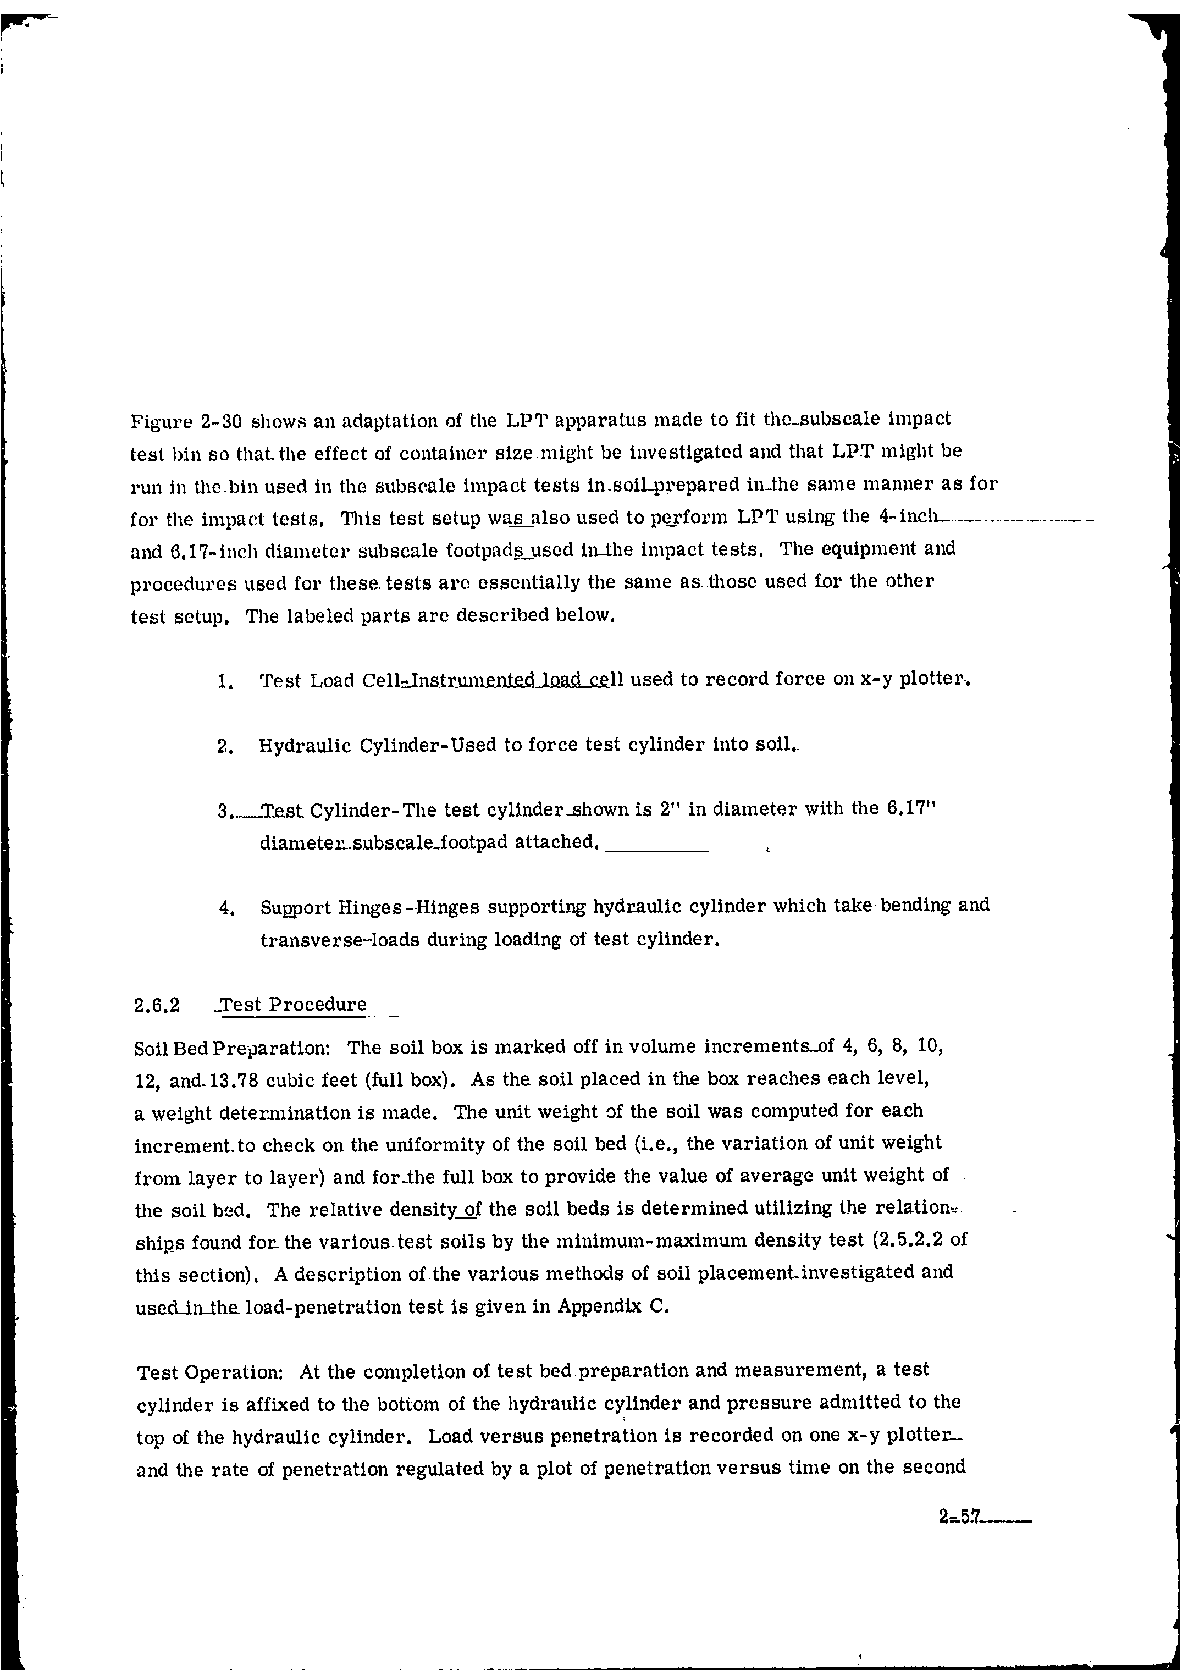 Figure 2-30 shows an adaptation of the LPT apparatus made to fit the subscale impact
test bin so that the effect of container size might be investigated and that LPT might be
run in the bin used in the subscale impact tests in soil prepared in the same manner as for
for the impact tests. This test setup was also used to perform LPT using the 4-inch
and 6.17-inch diameter subscale footpads used in the impact tests. The equipment and
procedures used for these tests are essentially the same as those used for the other
test setup. The labeled parts are described below.
1. Test Load Cell-Instrumented load cell used to record force on x-y plotter.
2. Hydraulic Cylinder-Used to force test cylinder into soil.
3. Test Cylinder-The test cylinder shown is 2" in diameter with the 6.17"
diameter subscale footpad attached.
4. Support Hinges-Hinges supporting hydraulic cylinder which take bending and
transverse loads during loading of test cylinder.
2.6.2 Test Procedure
Soil Bed Preparation: The soil box is marked off in volume increments of 4, 6, 8, 10,
12, and 13.78 cubic feet (full box). As the soil placed in the box reaches each level,
a weight determination is made. The unit weight of the soil was computed for each
increment to check on the uniformity of the soil bed (i.e., the variation of unit weight
from layer to layer) and for the full box to provide the value of average unit weight of
the soil bed. The relative density of the soil beds is determined utilizing the relation-
ships found for the various test soils by the minimum-maximum density test (2.5.2.2 of
this section). A description of the various methods of soil placement investigated and
used in the load-penetration test is given in Appendix C.
Test Operation: At the completion of test bed preparation and measurement, a test
cylinder is affixed to the bottom of the hydraulic cylinder and pressure admitted to the
top of the hydraulic cylinder. Load versus penetration is recorded on one x-y plotter
and the rate of penetration regulated by a plot of penetration versus time on the second
2-57